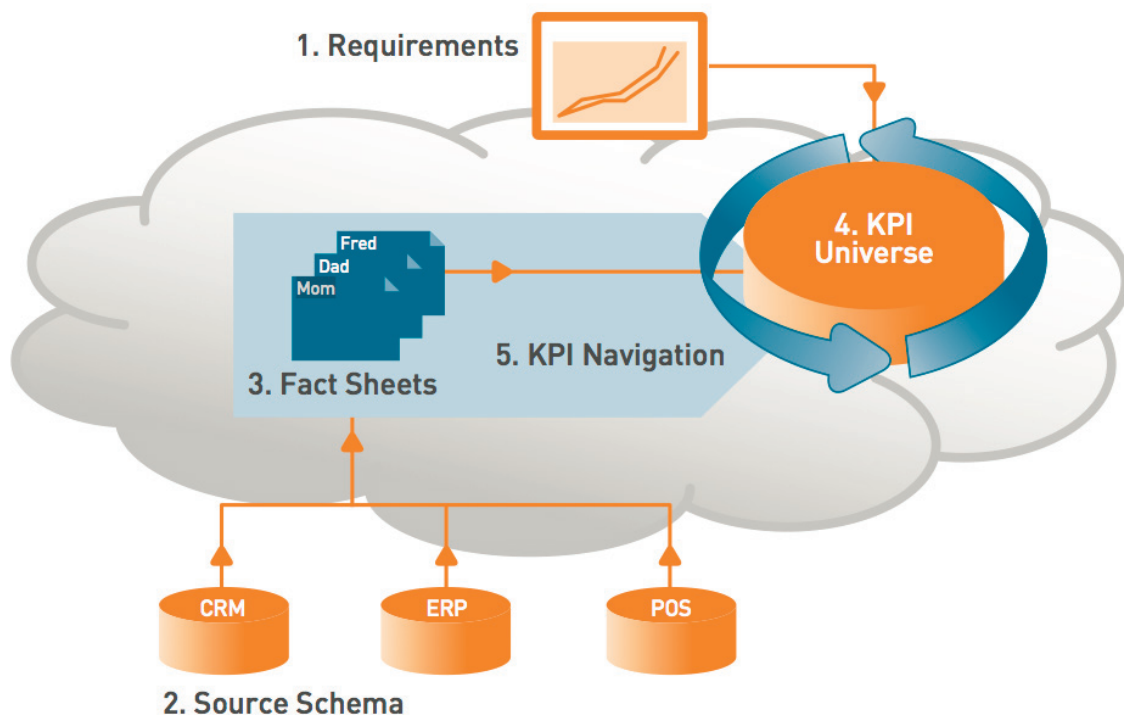 1. Requirements
4. KPI
Universe
Fred
Dad
Mom
5. KPI Navigation
3. Fact Sheets
CRM
ERP
POS
2. Source Schema